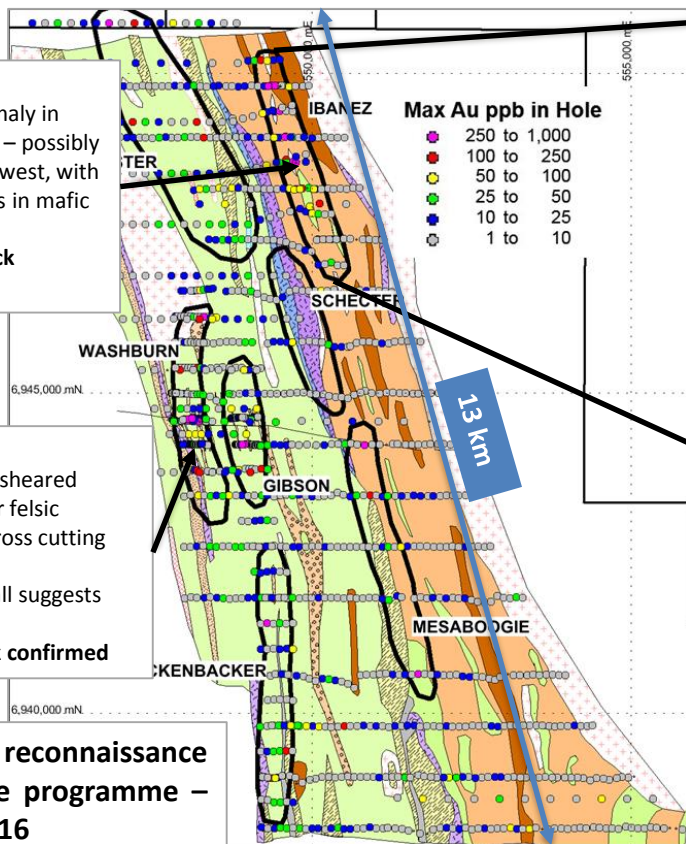 550,000 mE
555,000 mE
IBANEZ
Max Au ppb in Hole
250 to 1,000
100 to 250
50 to 100
25 to 50
10 to 25
1 to 10
naly in
– possibly
west, with
s in mafic
ck
STER
SCHECTER
WASHBURN
6,945,000 mN
13 km
GIBSON
sheared
r felsic
ross cutting
all suggests
confirmed
MESABOOGIE
CKENBACKER
6,940,000 mN
reconnaissance
e programme –
16